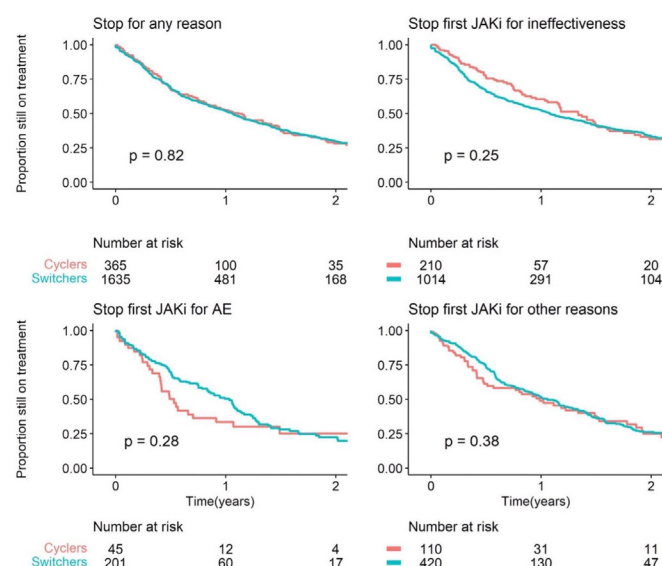 Stop for any reason
Stop first JAKi for ineffectiveness
Proportion still on treatment
1.00
0.75
0.50
0.25
0.00
p = 0.82
0 1 2
1.00
0.75
0.50
0.25
0.00
p = 0.25
0 1 2
Number at risk
Cyclers 365 100 35
Switchers 1635 481 168
Number at risk
210 57 20
1014 291 104
Stop first JAKi for AE
Stop first JAKi for other reasons
Proportion still on treatment
1.00
0.75
0.50
0.25
0.00
p = 0.28
0 1 2
Time(years)
1.00
0.75
0.50
0.25
0.00
p = 0.38
0 1 2
Time(years)
Number at risk
Cyclers 45 12 4
Switchers 201 60 17
Number at risk
110 31 11
420 130 47